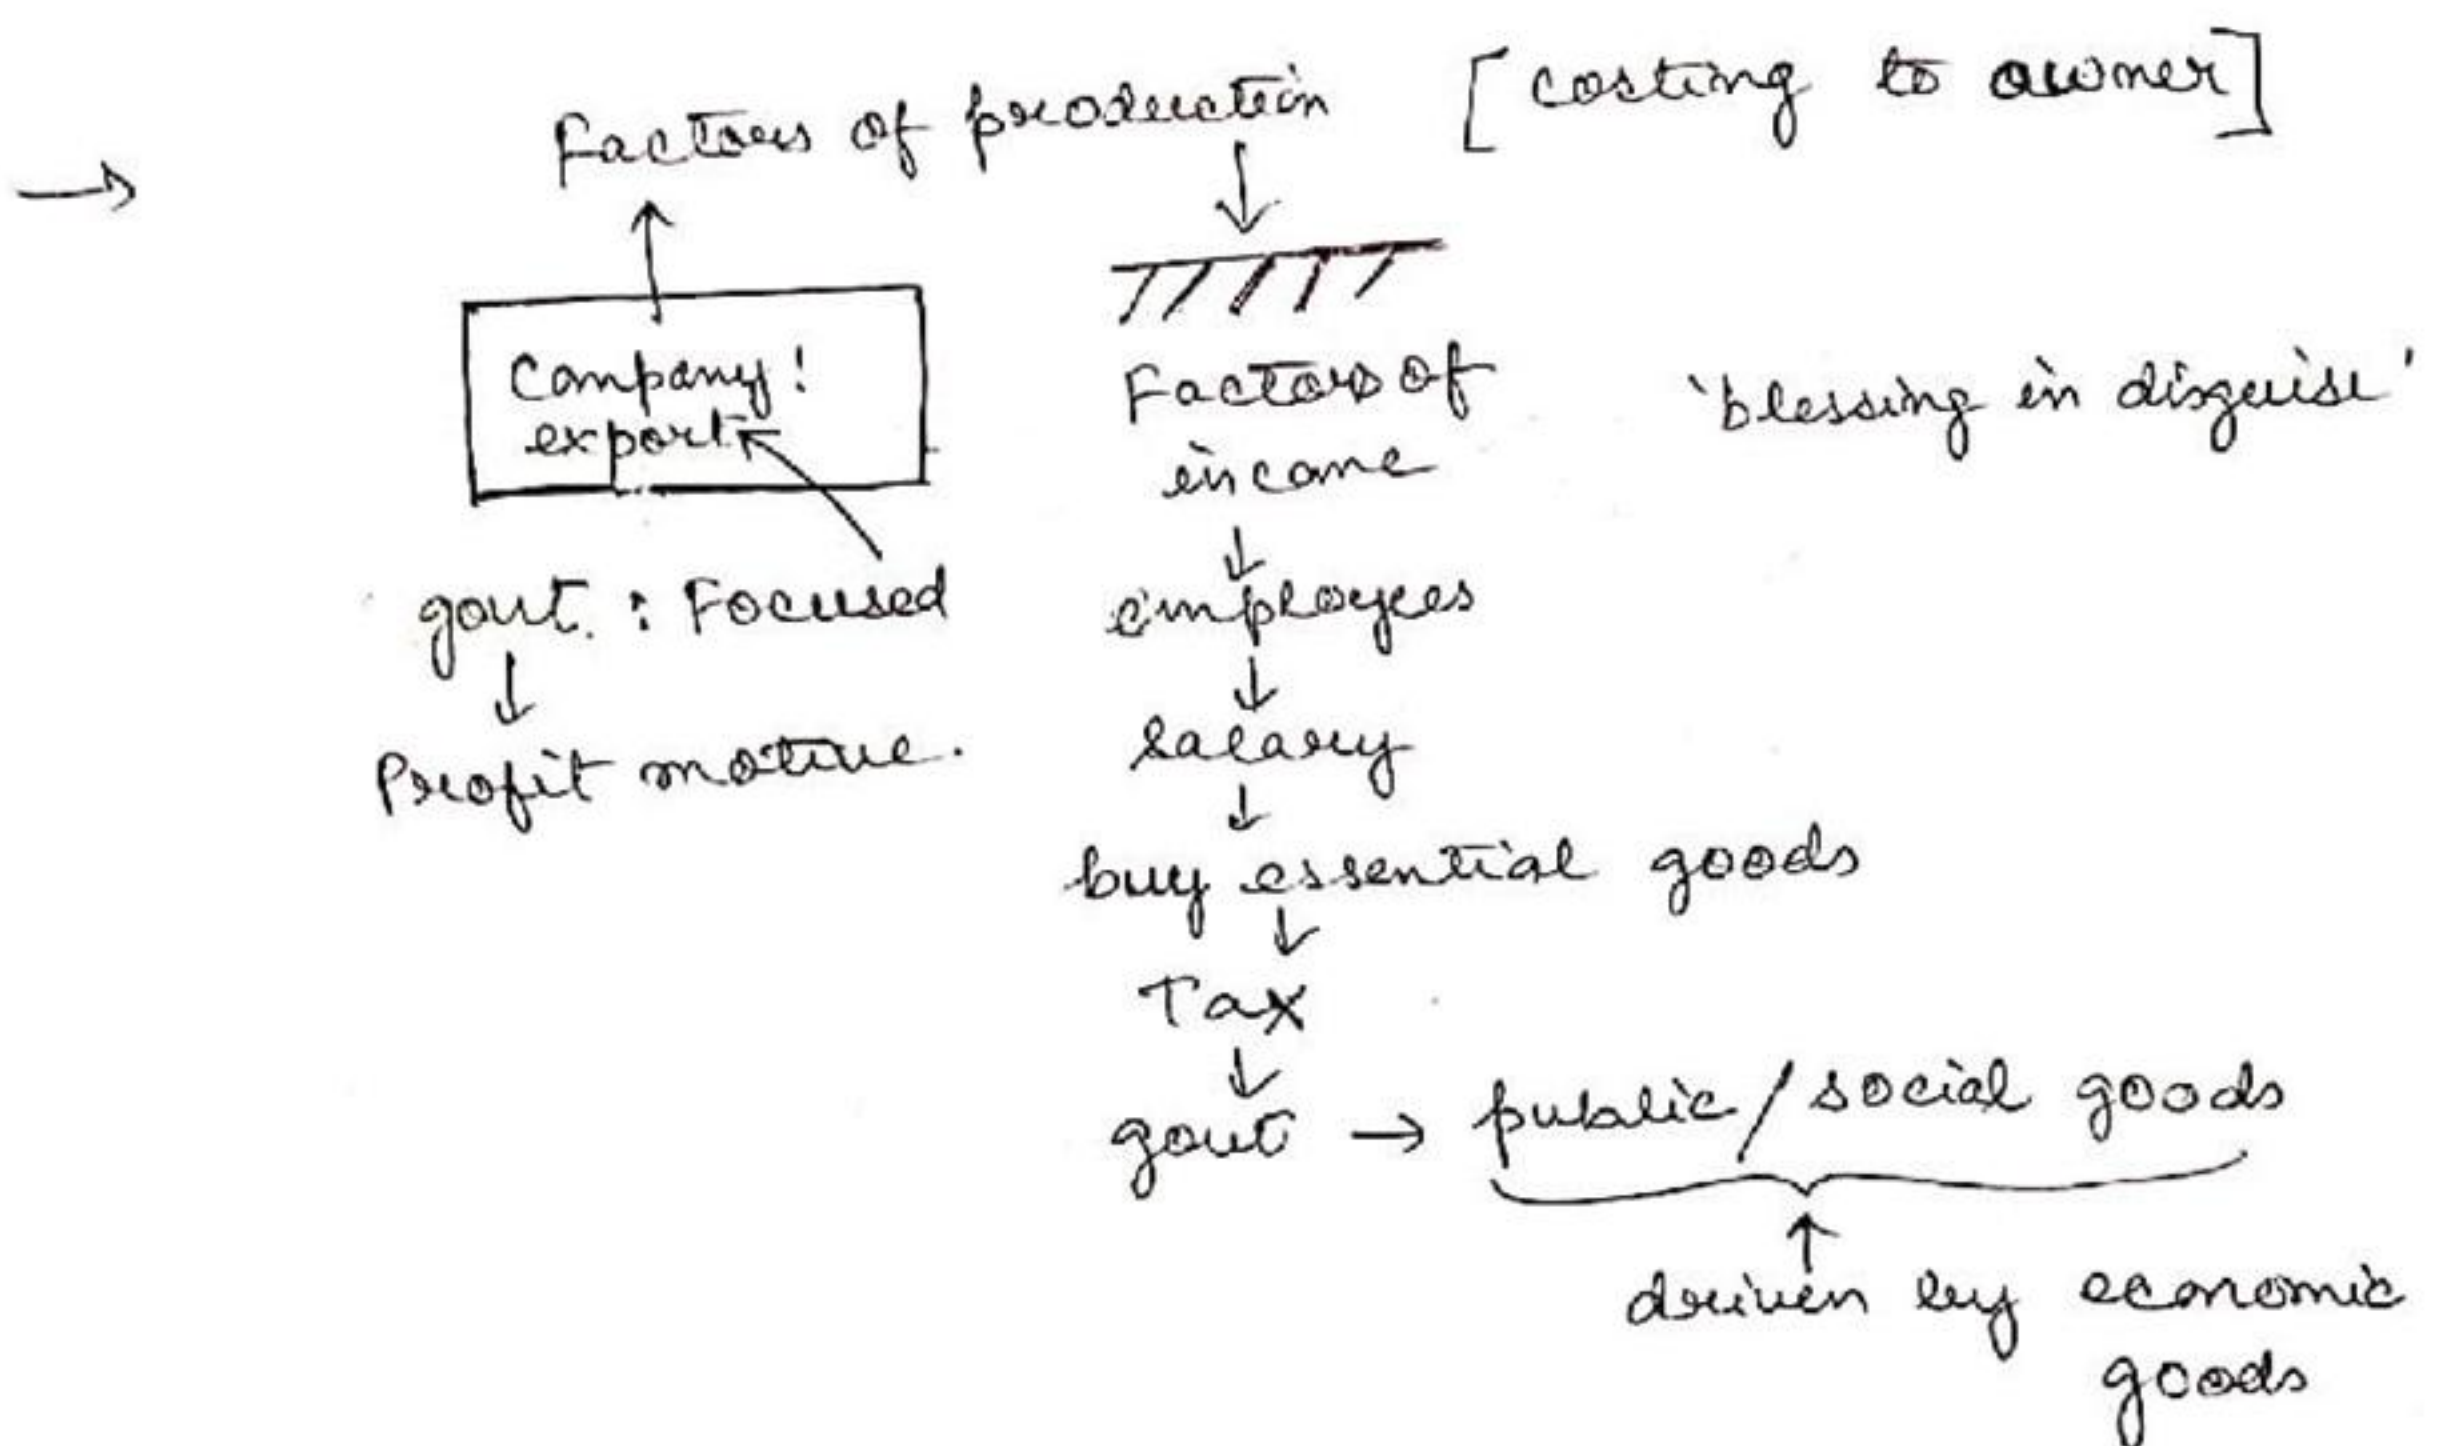 → Factors of production [costing to owner]
Company!
export
Factors of
income
'blessing in disguise'
govt. : Focused
↓
Profit motive.
↓
employees
↓
salary
↓
buy essential goods
↓
Tax
↓
govt → public/social goods
↑
driven by economic
goods